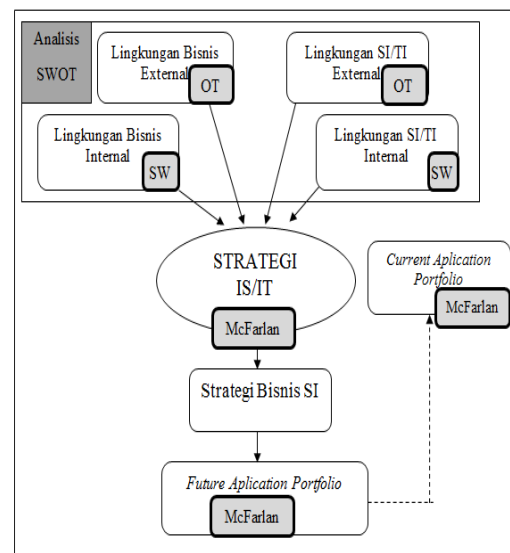 Analisis
SWOT
Lingkungan Bisnis
External
OT
Lingkungan SI/TI
External
OT
Lingkungan Bisnis
Internal
SW
Lingkungan SI/TI
Internal
SW
STRATEGI
IS/IT
McFarlan
Current Aplication
Portfolio
McFarlan
Strategi Bisnis SI
Future Aplication Portfolio
McFarlan